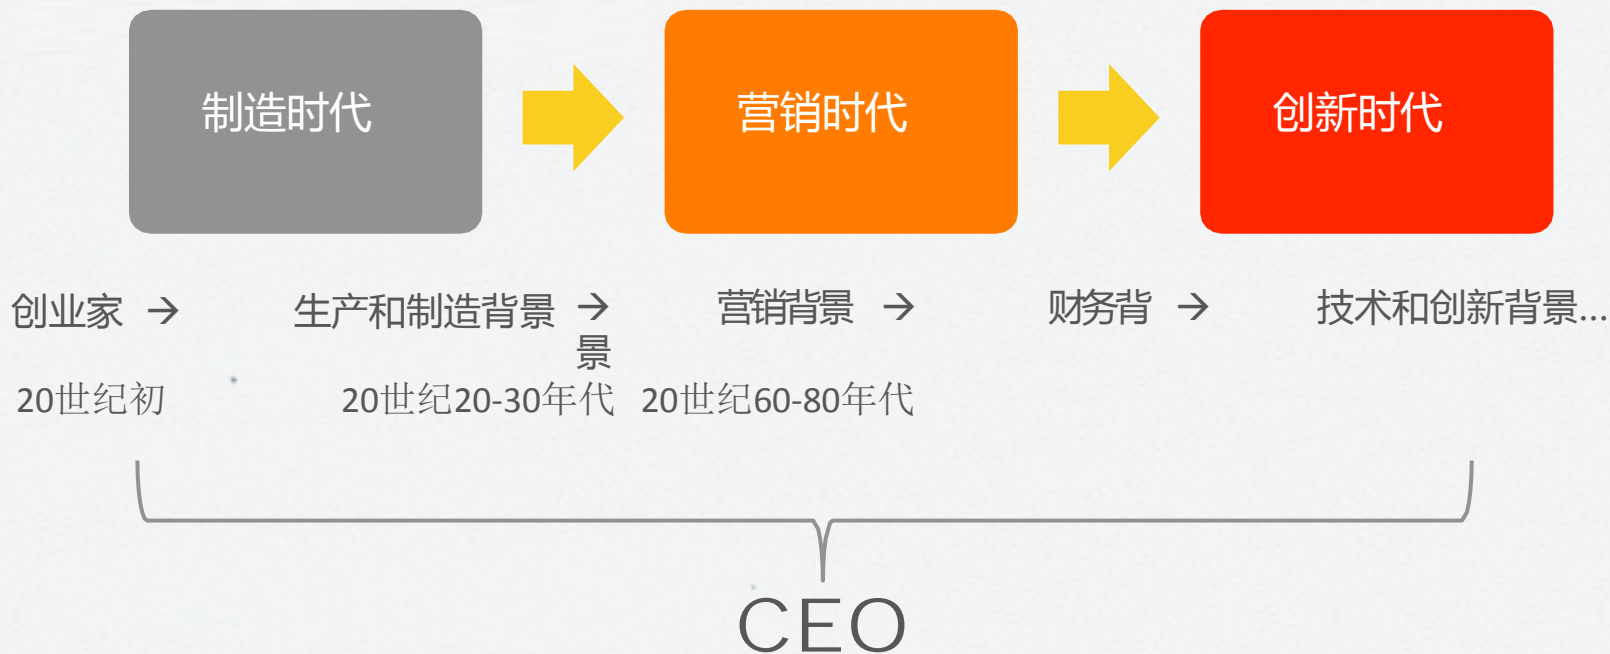 制造时代
营销时代
创新时代
创业家 → 生产和制造背景 → 营销背景 → 财务背 → 技术和创新背景...
景
20世纪初 20世纪20-30年代 20世纪60-80年代
CEO